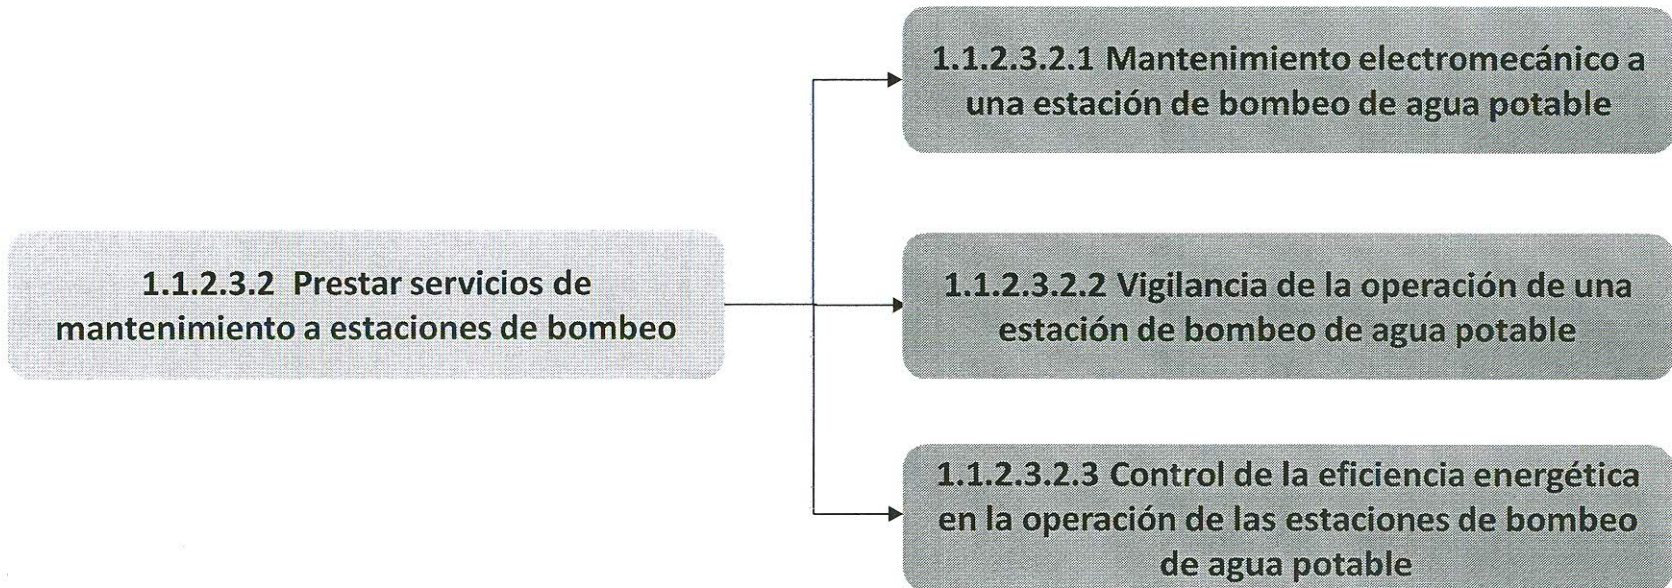 1.1.2.3.2.1 Mantenimiento electromecánico a
una estación de bombeo de agua potable
1.1.2.3.2 Prestar servicios de
mantenimiento a estaciones de bombeo
1.1.2.3.2.2 Vigilancia de la operación de una
estación de bombeo de agua potable
1.1.2.3.2.3 Control de la eficiencia energética
en la operación de las estaciones de bombeo
de agua potable